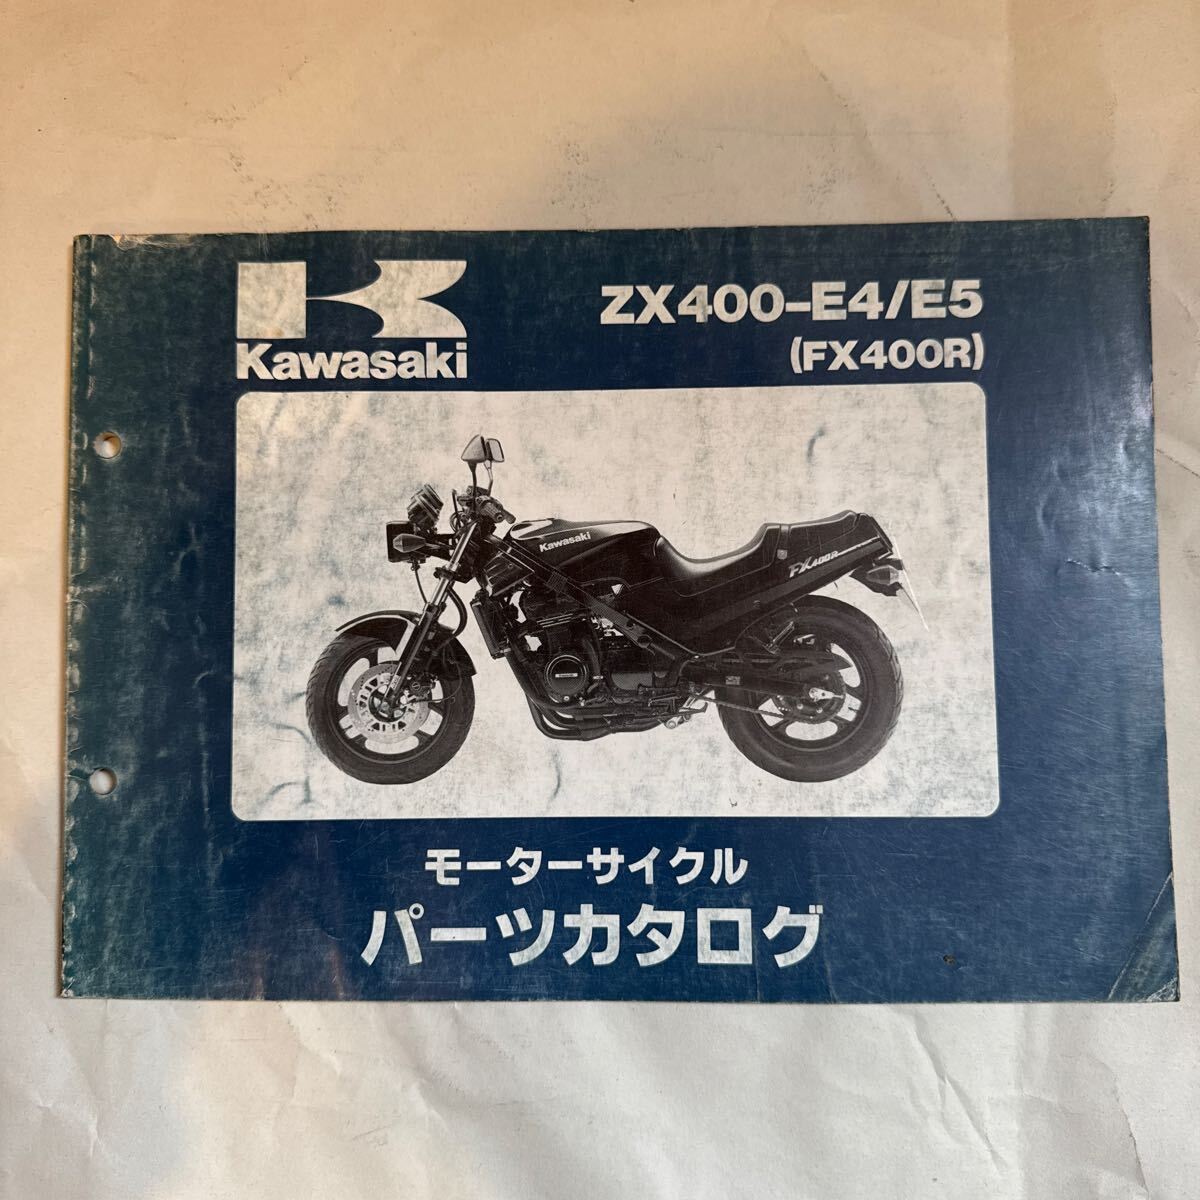 Kawasaki
ZX400-E4/E5
(FX400R)
Kawasaki
FX400R
モーターサイクル
パーツカタログ